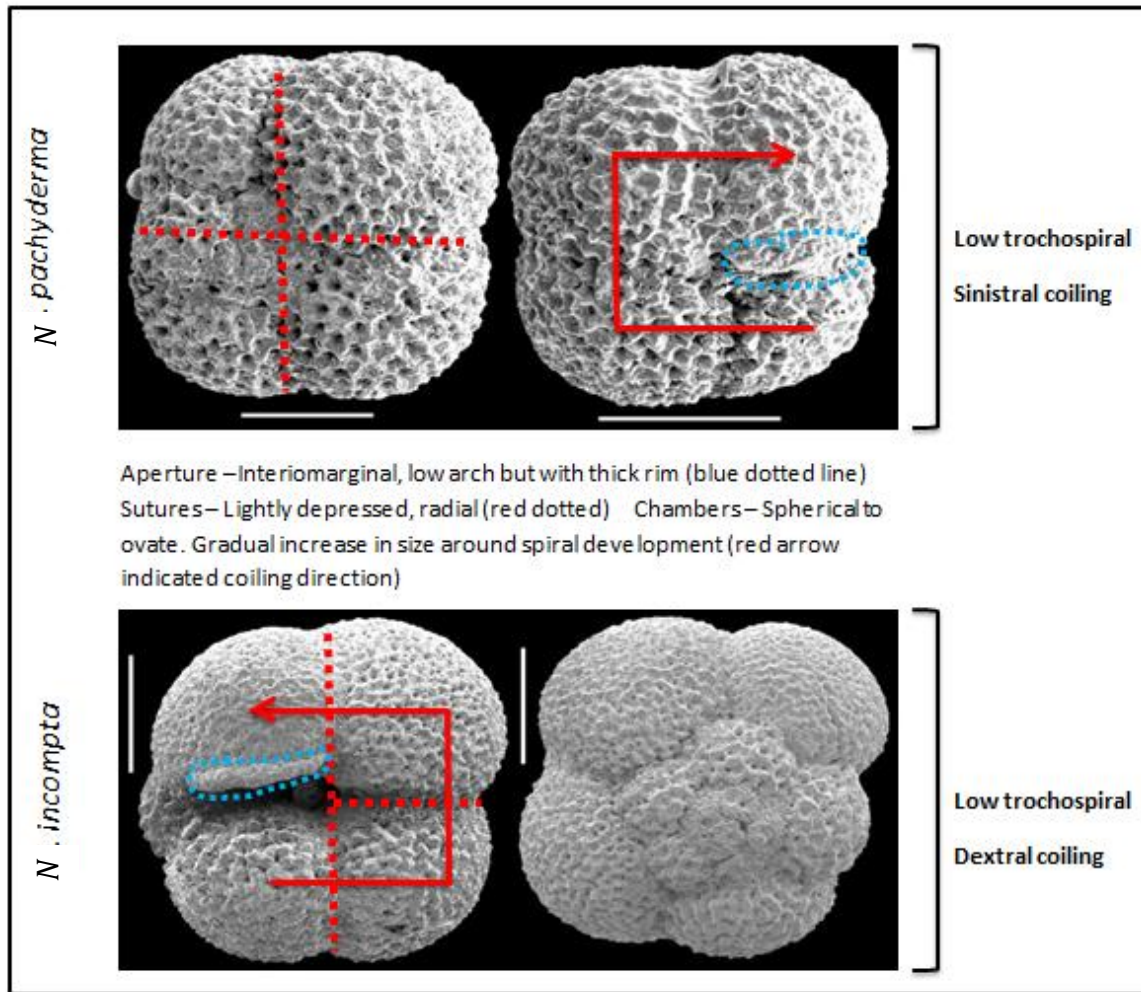 N. pachyderma
Low trochospiral
Sinistral coiling
Aperture – Interiomarginal, low arch but with thick rim (blue dotted line)
Sutures – Lightly depressed, radial (red dotted) Chambers – Spherical to
ovate. Gradual increase in size around spiral development (red arrow
indicated coiling direction)
N. incompta
Low trochospiral
Dextral coiling